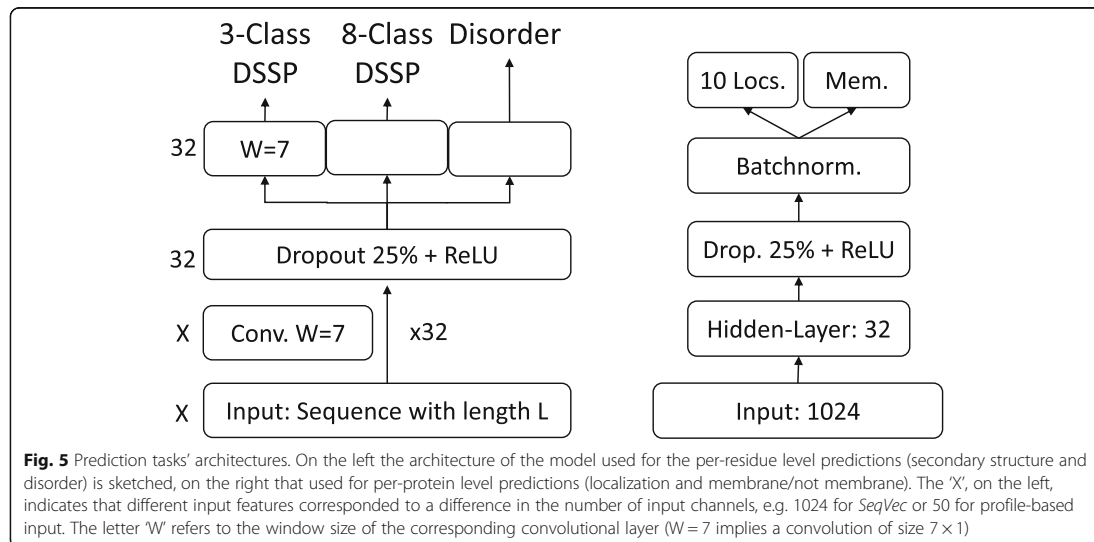 3-Class 8-Class Disorder
DSSP DSSP
32 W=7
32 Dropout 25% + ReLU
X Conv. W=7 x32
X Input: Sequence with length L
10 Locs. Mem.
Batchnorm.
Drop. 25% + ReLU
Hidden-Layer: 32
Input: 1024
Fig. 5 Prediction tasks’ architectures. On the left the architecture of the model used for the per-residue level predictions (secondary structure and
disorder) is sketched, on the right that used for per-protein level predictions (localization and membrane/not membrane). The ‘X’, on the left,
indicates that different input features corresponded to a difference in the number of input channels, e.g. 1024 for SeqVec or 50 for profile-based
input. The letter ‘W’ refers to the window size of the corresponding convolutional layer (W = 7 implies a convolution of size 7 × 1)